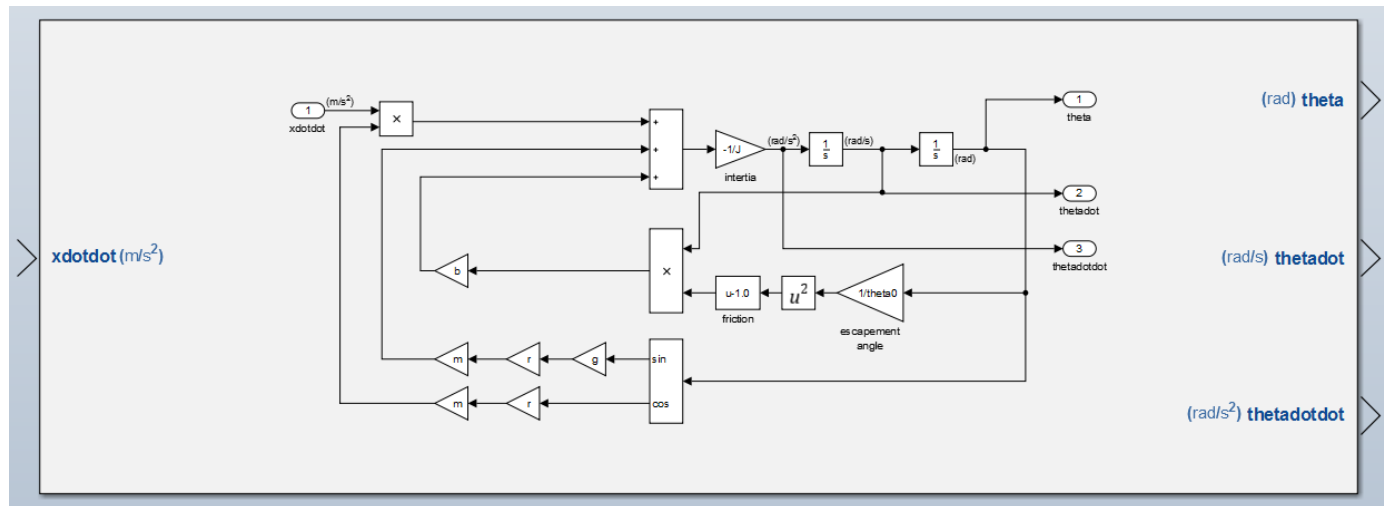 (rad) theta
1
(m/s²)
xdotdot
×
+
+
+
-1/J
intertia
(rad/s²)
1
s
(rad/s)
1
s
(rad)
1
theta
2
thetadot
3
thetadotdot
xdotdot (m/s²)
(rad/s) thetadot
b
×
u-1.0
friction
u²
1/theta0
escapement
angle
m
r
g
sin
m
r
cos
(rad/s²) thetadotdot